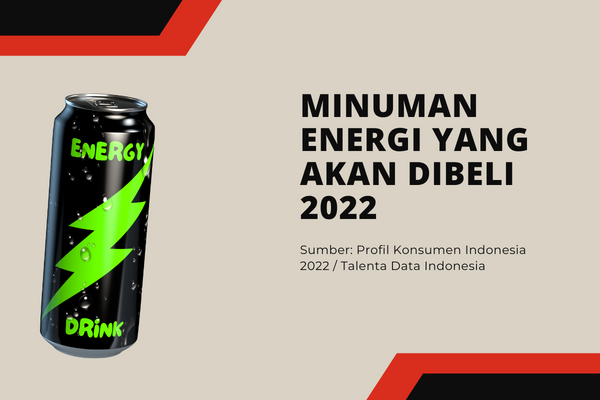 ENERGY
DRINK
MINUMAN
ENERGI YANG
AKAN DIBELI
2022
Sumber: Profil Konsumen Indonesia
2022 / Talenta Data Indonesia